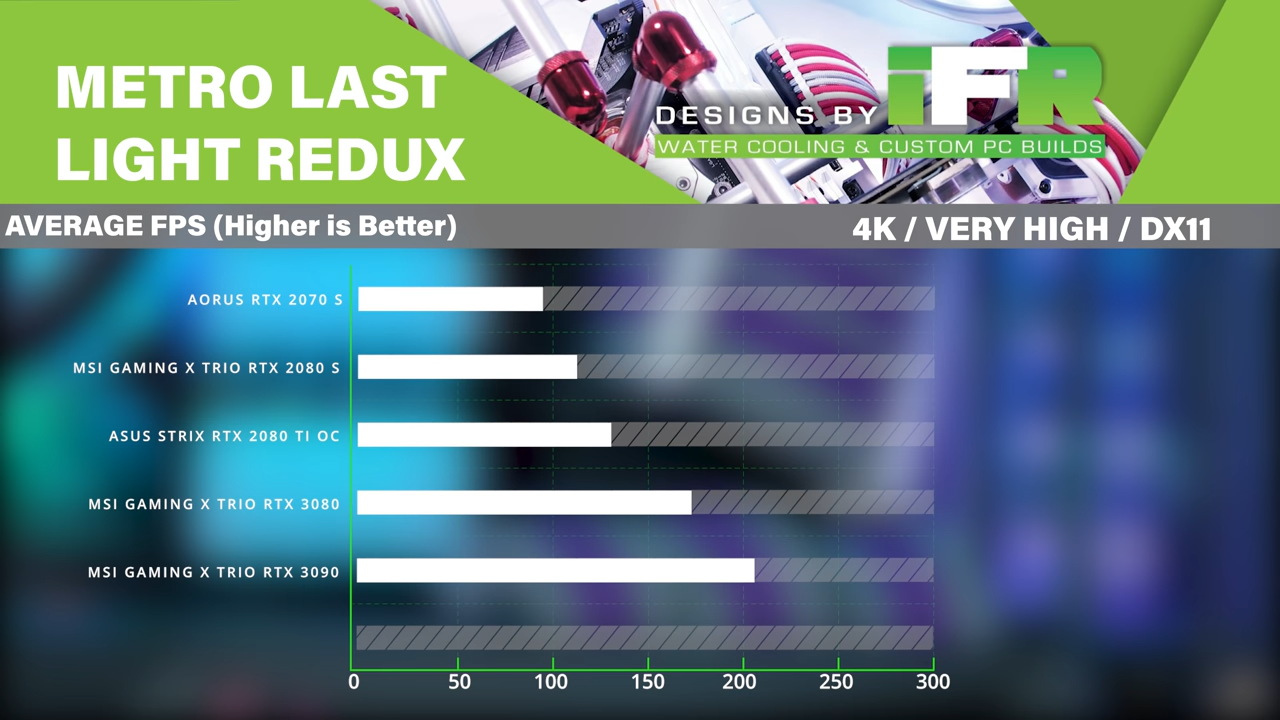 METRO LAST
LIGHT REDUX
DESIGNS BY iFR
WATER COOLING & CUSTOM PC BUILDS
AVERAGE FPS (Higher is Better)
4K / VERY HIGH / DX11
AORUS RTX 2070 S
MSI GAMING X TRIO RTX 2080 S
ASUS STRIX RTX 2080 TI OC
MSI GAMING X TRIO RTX 3080
MSI GAMING X TRIO RTX 3090
0 50 100 150 200 250 300